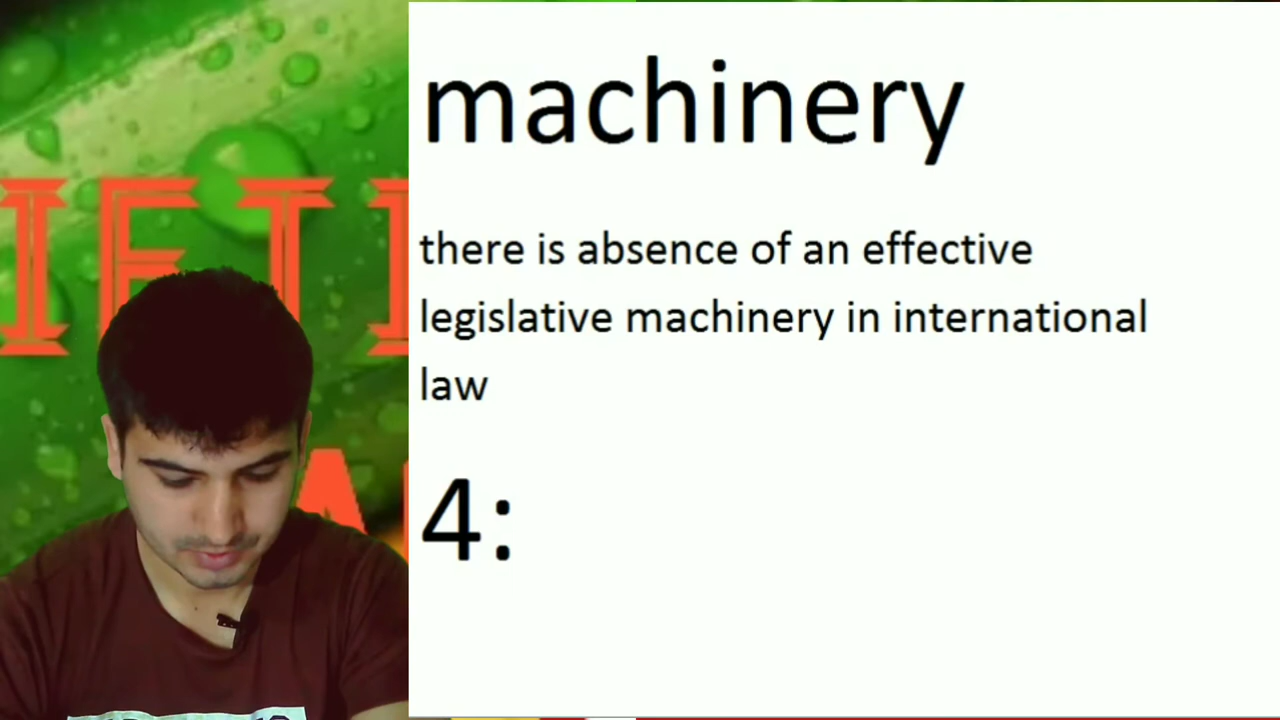 machinery
there is absence of an effective
legislative machinery in international
law
4: